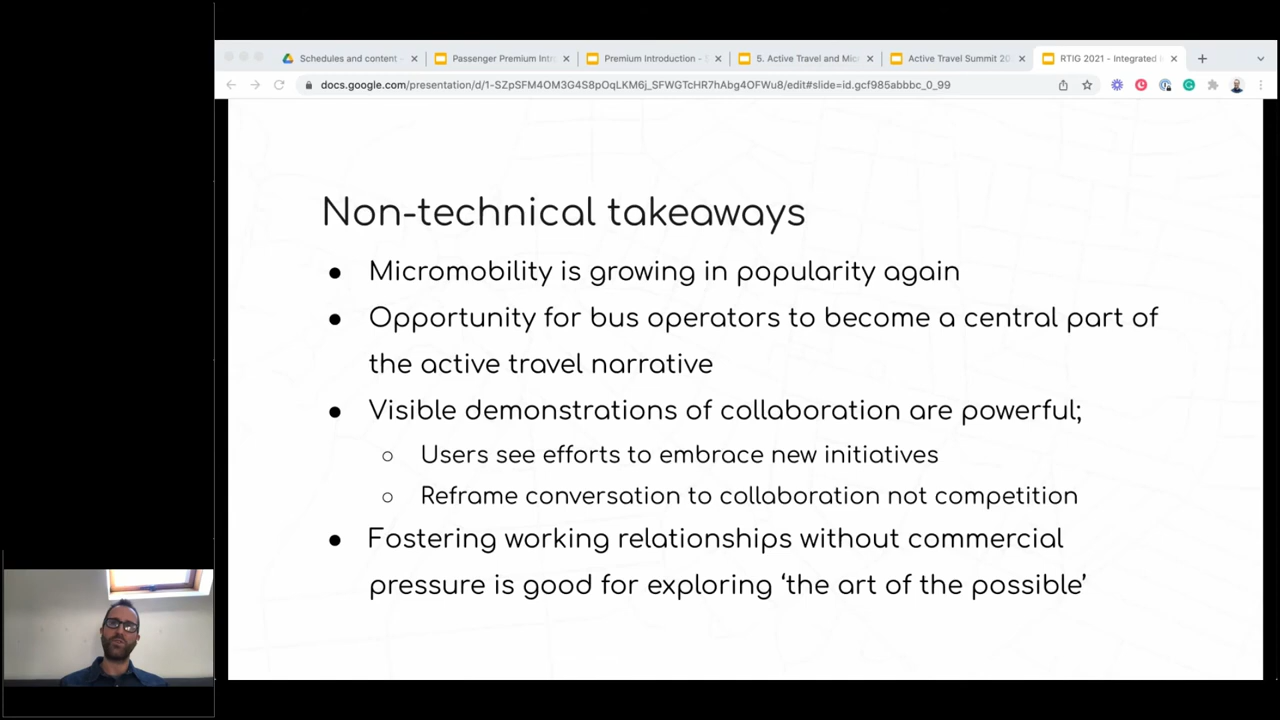 Schedules and content -
Passenger Premium Intr
Premium Introduction -
5. Active Travel and Mic
Active Travel Summit 20
RTIG 2021 - Integrated
docs.google.com/presentation/d/1-SZpSFM4OM3G4S8pOqLKM6j_SFWGTcHR7hAbg4OFWu8/edit#slide=id.gcf985abbbc_0_99
Non-technical takeaways
● Micromobility is growing in popularity again
● Opportunity for bus operators to become a central part of
the active travel narrative
● Visible demonstrations of collaboration are powerful;
○ Users see efforts to embrace new initiatives
○ Reframe conversation to collaboration not competition
● Fostering working relationships without commercial
pressure is good for exploring ‘the art of the possible’